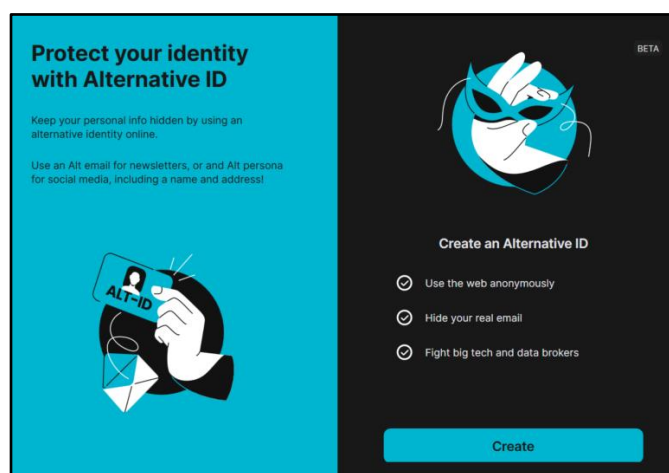 Protect your identity
with Alternative ID
Keep your personal info hidden by using an
alternative identity online.
Use an Alt email for newsletters, or and Alt persona
for social media, including a name and address!
ALT-ID
BETA
Create an Alternative ID
Use the web anonymously
Hide your real email
Fight big tech and data brokers
Create